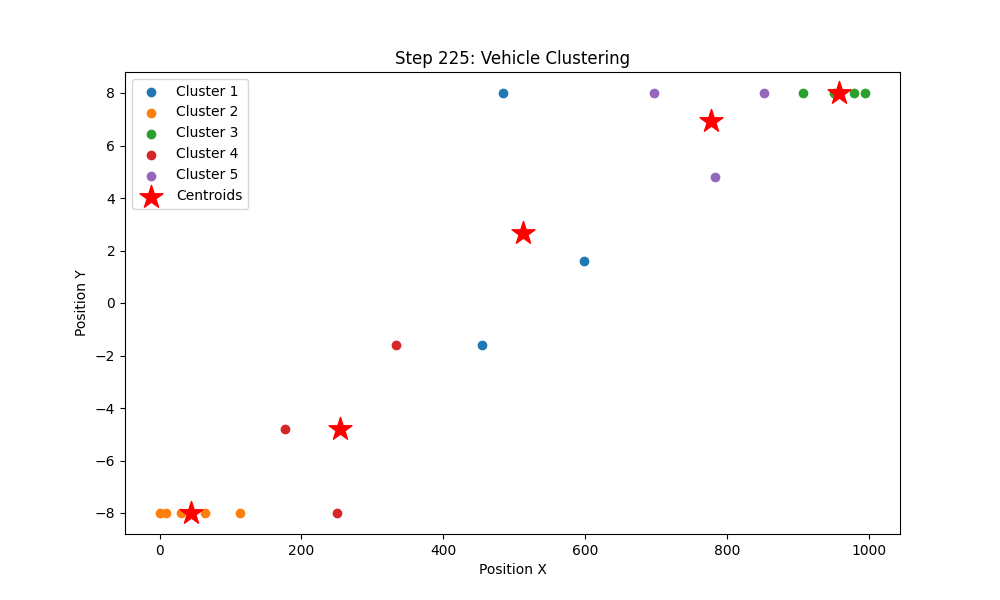 Step 225: Vehicle Clustering
Cluster 1
Cluster 2
Cluster 3
Cluster 4
Cluster 5
Centroids
8
6
4
2
0
−2
−4
−6
−8
Position Y
0 200 400 600 800 1000
Position X